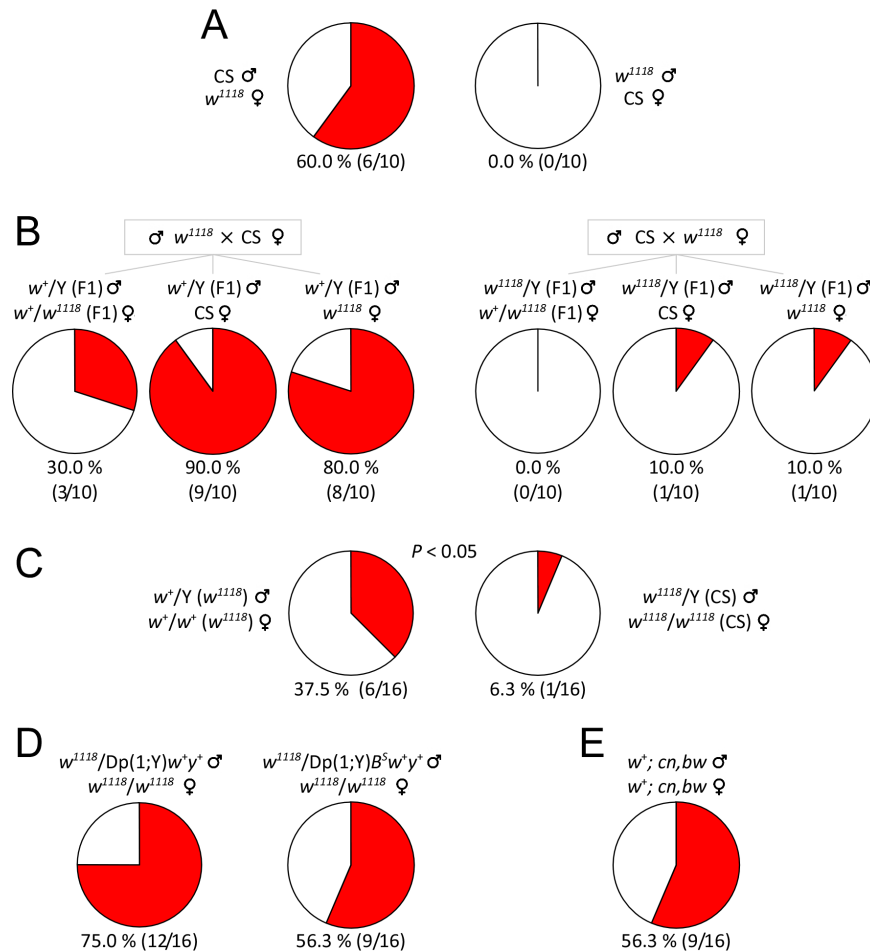 A
CS ♂
w¹¹¹⁸ ♀
60.0 % (6/10)
w¹¹¹⁸ ♂
CS ♀
0.0 % (0/10)
B
♂ w¹¹¹⁸ × CS ♀
w⁺/Y (F1) ♂
w⁺/w¹¹¹⁸ (F1) ♀
30.0 %
(3/10)
w⁺/Y (F1) ♂
CS ♀
90.0 %
(9/10)
w⁺/Y (F1) ♂
w¹¹¹⁸ ♀
80.0 %
(8/10)
♂ CS × w¹¹¹⁸ ♀
w¹¹¹⁸/Y (F1) ♂
w⁺/w¹¹¹⁸ (F1) ♀
0.0 %
(0/10)
w¹¹¹⁸/Y (F1) ♂
CS ♀
10.0 %
(1/10)
w¹¹¹⁸/Y (F1) ♂
w¹¹¹⁸ ♀
10.0 %
(1/10)
C
w⁺/Y (w¹¹¹⁸) ♂
w⁺/w⁺ (w¹¹¹⁸) ♀
37.5 % (6/16)
P < 0.05
w¹¹¹⁸/Y (CS) ♂
w¹¹¹⁸/w¹¹¹⁸ (CS) ♀
6.3 % (1/16)
D
w¹¹¹⁸/Dp(1;Y)w⁺y⁺ ♂
w¹¹¹⁸/w¹¹¹⁸ ♀
75.0 % (12/16)
w¹¹¹⁸/Dp(1;Y)Bˢw⁺y⁺ ♂
w¹¹¹⁸/w¹¹¹⁸ ♀
56.3 % (9/16)
E
w⁺; cn,bw ♂
w⁺; cn,bw ♀
56.3 % (9/16)